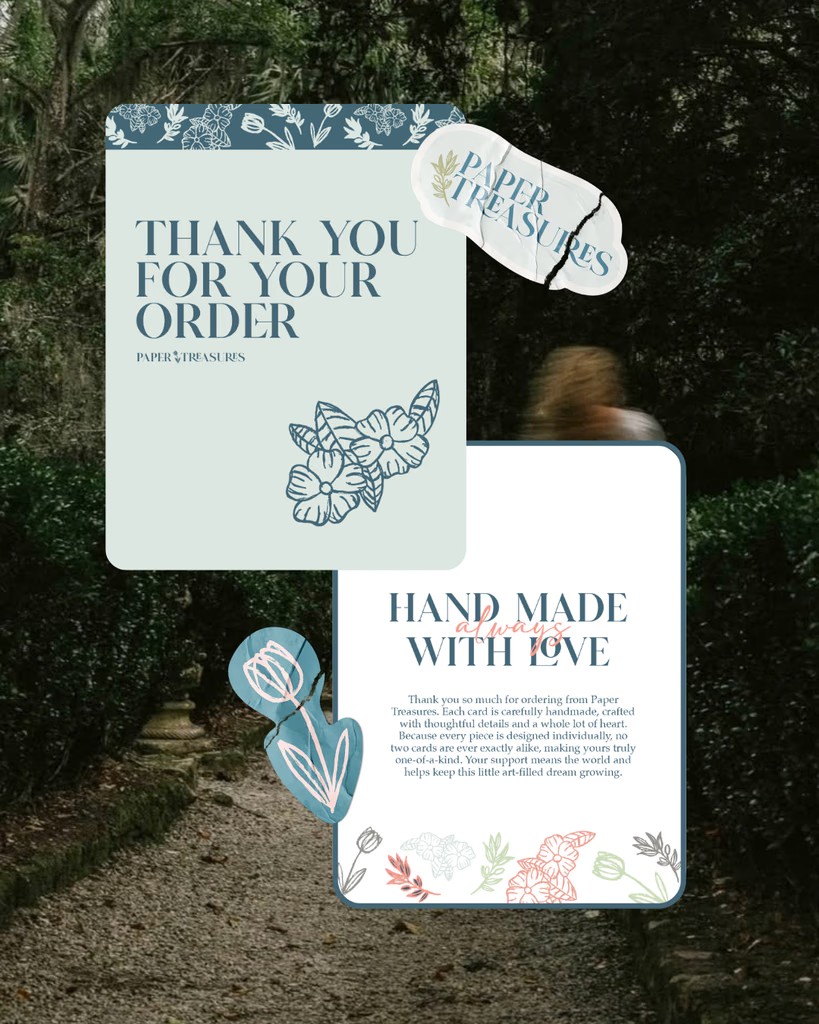 THANK YOU
FOR YOUR
ORDER
PAPER TREASURES
PAPER
TREASURES
HAND MADE
always
WITH LOVE
Thank you so much for ordering from Paper
Treasures. Each card is carefully handmade, crafted
with thoughtful details and a whole lot of heart.
Because every piece is designed individually, no
two cards are ever exactly alike, making yours truly
one-of-a-kind. Your support means the world and
helps keep this little art-filled dream growing.